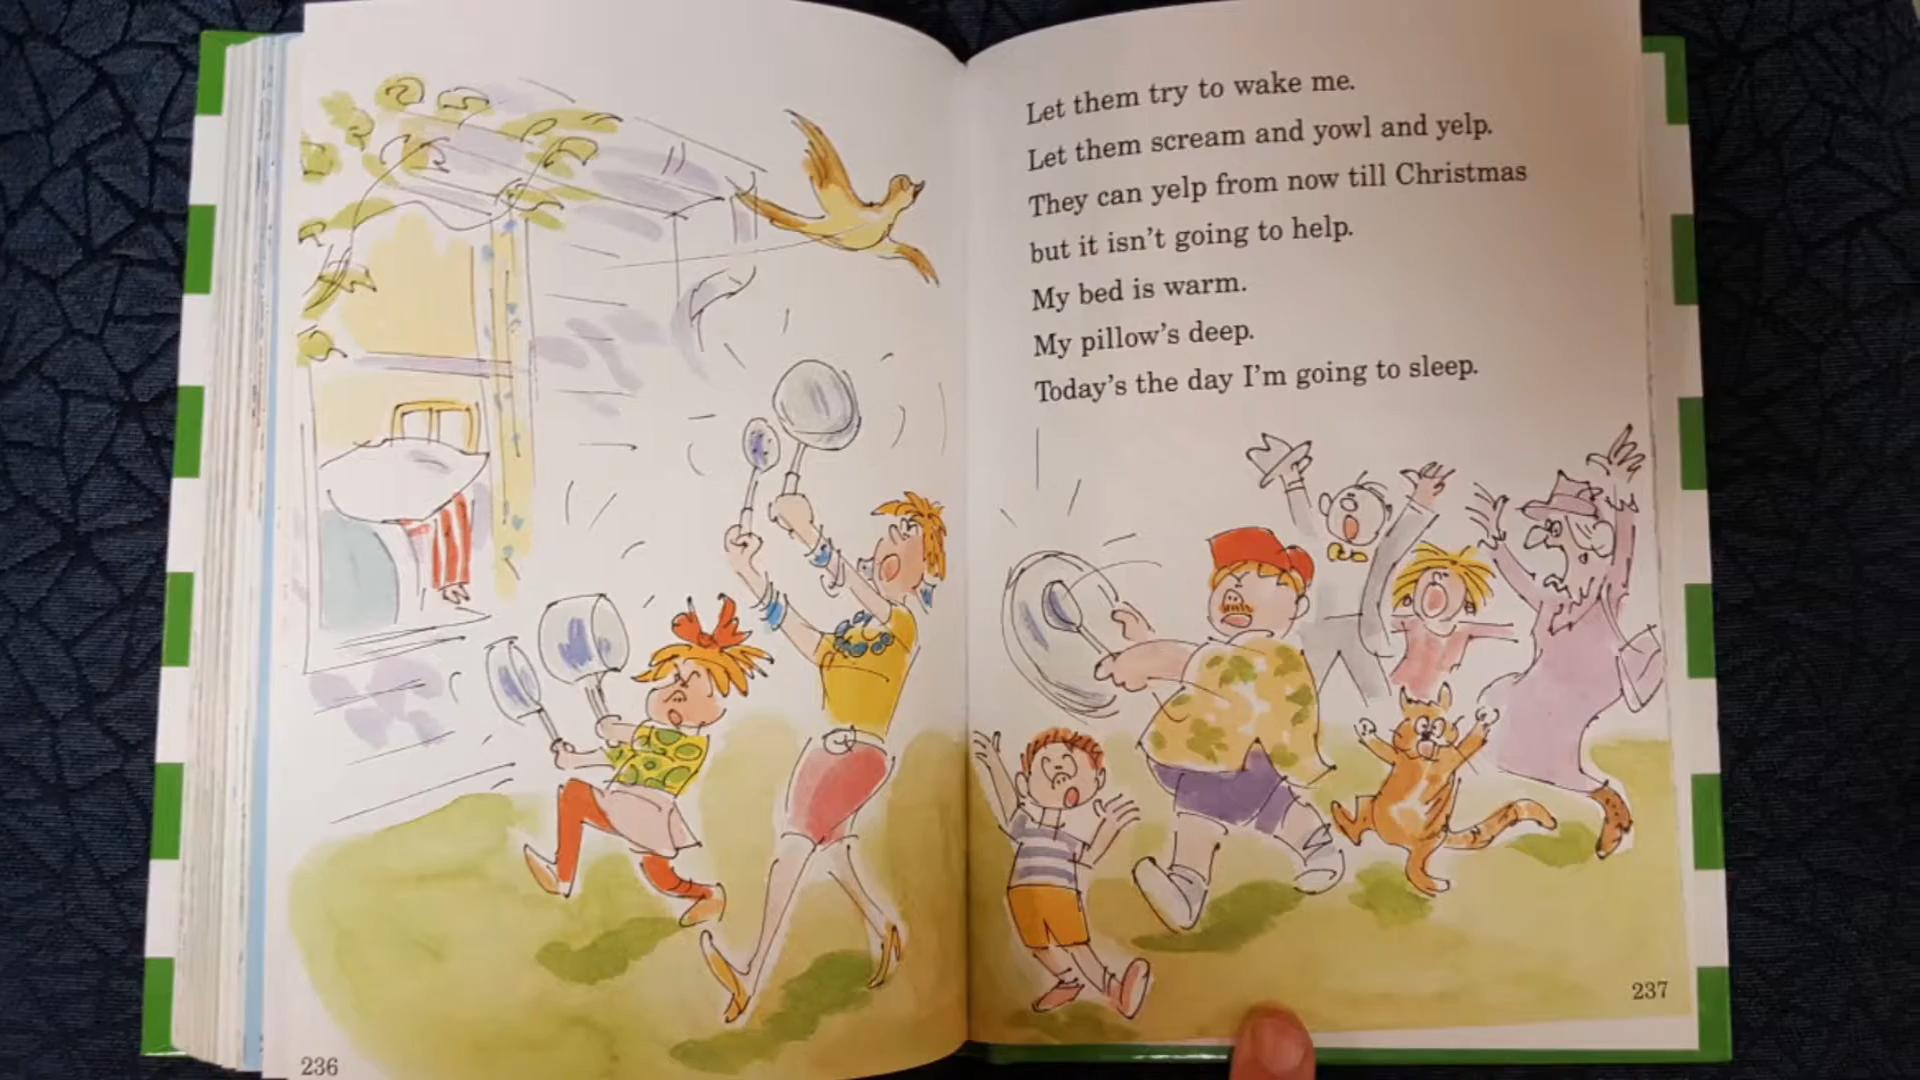 Let them try to wake me.
Let them scream and yowl and yelp.
They can yelp from now till Christmas
but it isn't going to help.
My bed is warm.
My pillow's deep.
Today's the day I'm going to sleep.
236
237